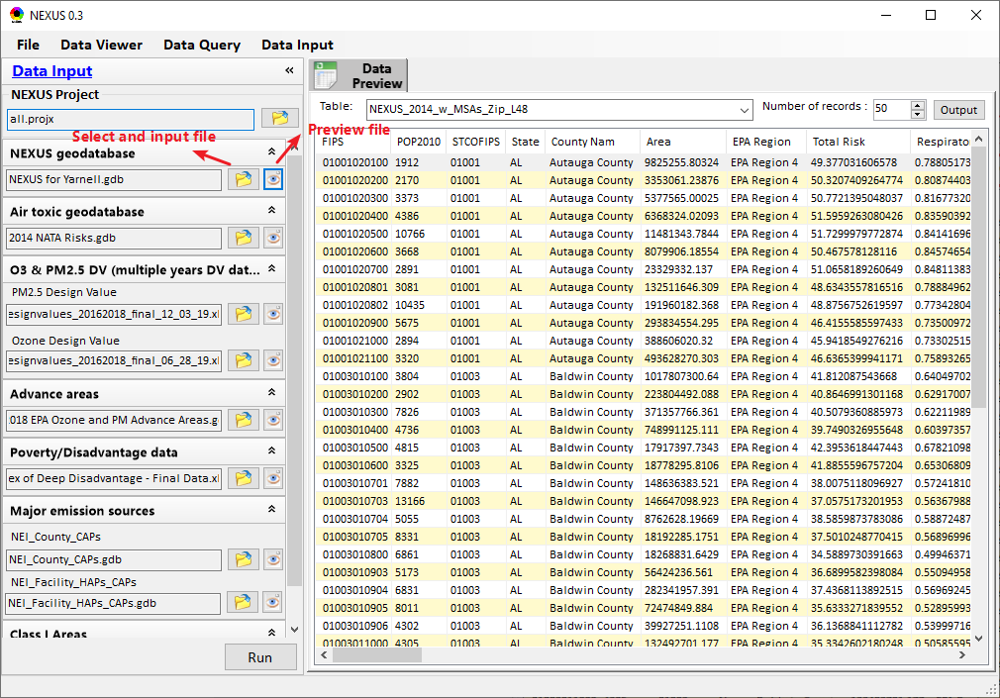 NEXUS 0.3
File Data Viewer Data Query Data Input
Data Input «
NEXUS Project
all.projx
Select and input file
NEXUS geodatabase
NEXUS for Yarnell.gdb
Air toxic geodatabase
2014 NATA Risks.gdb
O3 & PM2.5 DV (multiple years DV dat...
PM2.5 Design Value
esignvalues_20162018_final_12_03_19.xl
Ozone Design Value
esignvalues_20162018_final_06_28_19.xl
Advance areas
018 EPA Ozone and PM Advance Areas.g
Poverty/Disadvantage data
ex of Deep Disadvantage - Final Data.xl
Major emission sources
NEI_County_CAPs
NEI_County_CAPs.gdb
NEI_Facility_HAPs_CAPs
NEI_Facility_HAPs_CAPs.gdb
Class I Areas
Run
Data
Preview
Table: NEXUS_2014_w_MSAs_Zip_L48 Number of records : 50 Output
Preview file
FIPS POP2010 STCOFIPS State County Nam Area EPA Region Total Risk Respirato
01001020100 1912 01001 AL Autauga County 9825255.80324 EPA Region 4 49.377031606578 0.78805173
01001020200 2170 01001 AL Autauga County 3353061.23876 EPA Region 4 50.3207409264774 0.80874403
01001020300 3373 01001 AL Autauga County 5377565.00025 EPA Region 4 50.7721395048037 0.81677320
01001020400 4386 01001 AL Autauga County 6368324.02093 EPA Region 4 51.5959263080426 0.83590392
01001020500 10766 01001 AL Autauga County 11481343.7844 EPA Region 4 51.7299979772874 0.84141696
01001020600 3668 01001 AL Autauga County 8079906.18554 EPA Region 4 50.467578128116 0.84574654
01001020700 2891 01001 AL Autauga County 23329332.137 EPA Region 4 51.0658189260649 0.84811383
01001020801 3081 01001 AL Autauga County 132511646.309 EPA Region 4 48.6343557816516 0.78884962
01001020802 10435 01001 AL Autauga County 191960182.368 EPA Region 4 48.8756752619597 0.77342804
01001020900 5675 01001 AL Autauga County 293834554.295 EPA Region 4 46.4155585597433 0.73500972
01001021000 2894 01001 AL Autauga County 388606020.32 EPA Region 4 45.9418549276216 0.73302515
01001021100 3320 01001 AL Autauga County 493628270.303 EPA Region 4 46.6365399941171 0.75893265
01003010100 3804 01003 AL Baldwin County 1017807300.64 EPA Region 4 41.812087543668 0.64049702
01003010200 2902 01003 AL Baldwin County 223804492.088 EPA Region 4 40.8646991301168 0.62917007
01003010300 7826 01003 AL Baldwin County 371357766.361 EPA Region 4 40.5079360885973 0.62211989
01003010400 4736 01003 AL Baldwin County 748991125.111 EPA Region 4 39.7490326955648 0.60397357
01003010500 4815 01003 AL Baldwin County 17917397.7343 EPA Region 4 42.3953618447443 0.67821098
01003010600 3325 01003 AL Baldwin County 18778295.8106 EPA Region 4 41.8855596757204 0.65306809
01003010701 7882 01003 AL Baldwin County 148636383.521 EPA Region 4 38.0075118096927 0.57241810
01003010703 13166 01003 AL Baldwin County 146647098.923 EPA Region 4 37.0575173201953 0.56367988
01003010704 5055 01003 AL Baldwin County 8762628.19669 EPA Region 4 38.5859873783086 0.58872487
01003010705 8331 01003 AL Baldwin County 18192285.1751 EPA Region 4 37.5010248770415 0.56896996
01003010800 6861 01003 AL Baldwin County 18268831.6429 EPA Region 4 34.5889730391663 0.49946371
01003010903 5173 01003 AL Baldwin County 56424236.561 EPA Region 4 36.6899582398084 0.55094958
01003010904 6831 01003 AL Baldwin County 282341957.391 EPA Region 4 37.4368113892515 0.56969245
01003010905 8011 01003 AL Baldwin County 72474849.884 EPA Region 4 35.6333271839552 0.52895993
01003010906 4302 01003 AL Baldwin County 39927251.1108 EPA Region 4 36.1368841112782 0.53999716
01003011000 4305 01003 AL Baldwin County 132492701.177 EPA Region 4 35.3342602180248 0.50585595